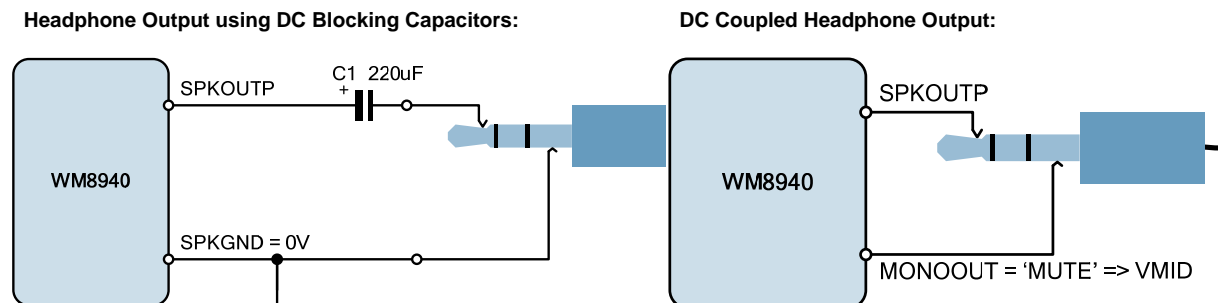 Headphone Output using DC Blocking Capacitors:
DC Coupled Headphone Output:
C1 220uF
+
SPKOUTP
WM8940
SPKGND = 0V
SPKOUTP
WM8940
MONOOUT = 'MUTE' => VMID